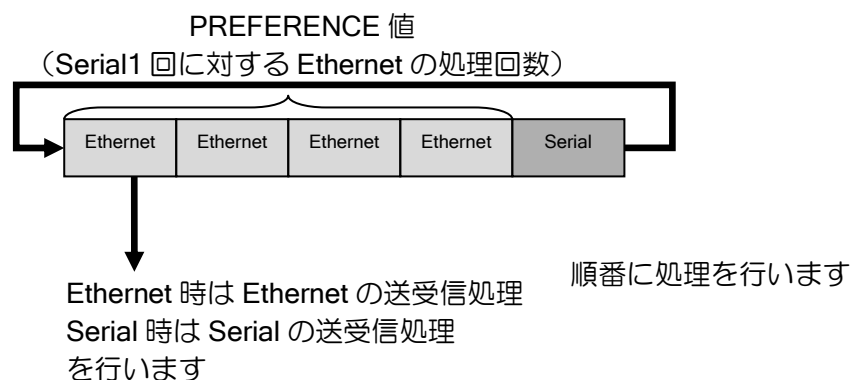 PREFERENCE 値
（Serial1 回に対する Ethernet の処理回数）
Ethernet Ethernet Ethernet Ethernet Serial
順番に処理を行います
Ethernet 時は Ethernet の送受信処理
Serial 時は Serial の送受信処理
を行います